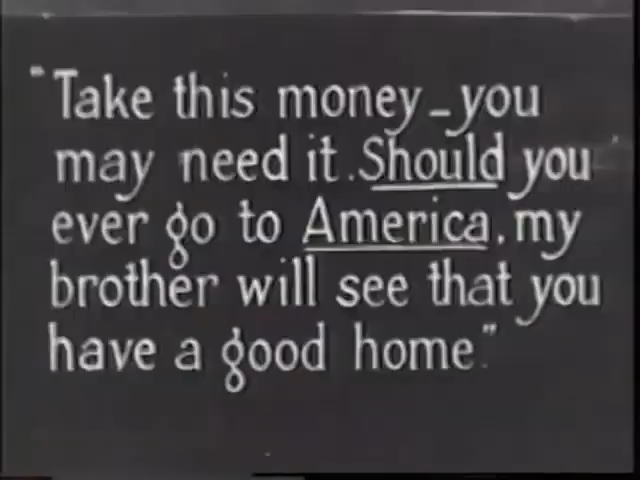 "Take this money - you
may need it. Should you
ever go to America, my
brother will see that you
have a good home."